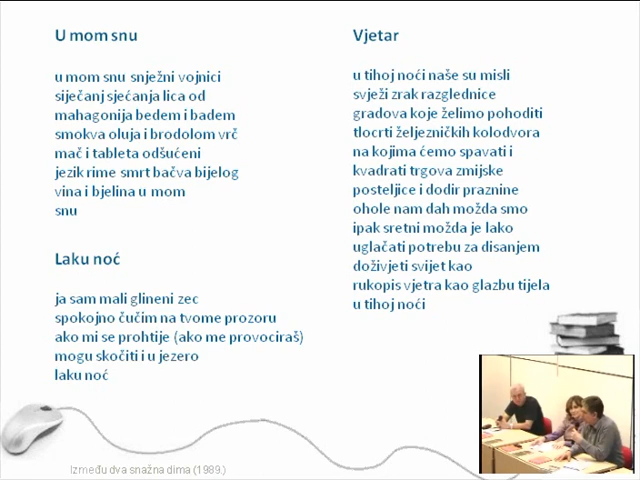 U mom snu
u mom snu snježni vojnici
siječanj sjećanja lica od
mahagonija bedem i badem
smokva oluja i brodolom vrč
mač i tableta odšućeni
jezik rime smrt bačva bijelog
vina i bjelina u mom
snu
Laku noć
ja sam mali glineni zec
spokojno čučim na tvome prozoru
ako mi se prohtije (ako me provociraš)
mogu skočiti i u jezero
laku noć
Vjetar
u tihoj noći naše su misli
svježi zrak razglednice
gradova koje želimo pohoditi
tlocrti željezničkih kolodvora
na kojima ćemo spavati i
kvadrati trgova zmijske
posteljice i dodir praznine
ohole nam dah možda smo
ipak sretni možda je lako
uglačati potrebu za disanjem
doživjeti svijet kao
rukopis vjetra kao glazbu tijela
u tihoj noći
Između dva snažna dima (1989.)